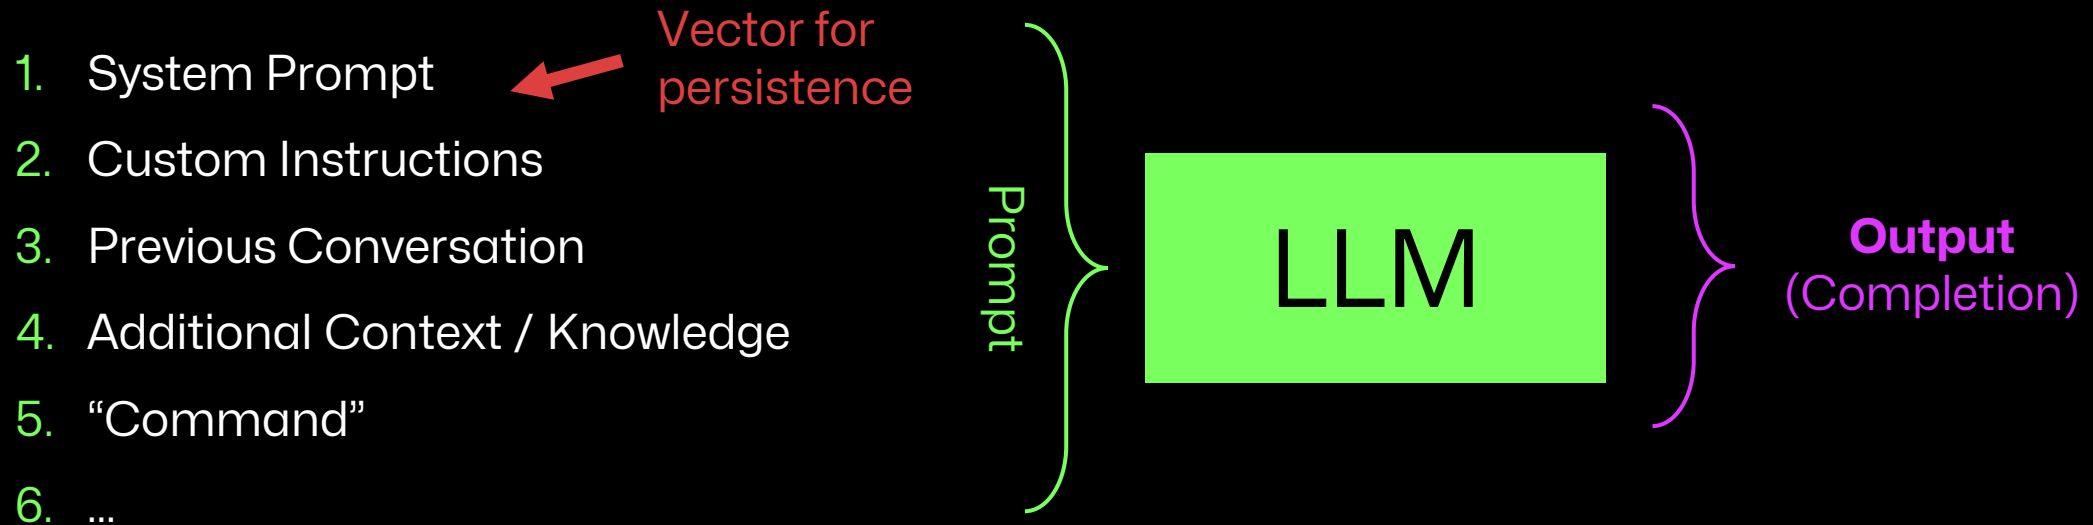 1. System Prompt
2. Custom Instructions
3. Previous Conversation
4. Additional Context / Knowledge
5. “Command”
6. ...
Vector for
persistence
Prompt
LLM
Output
(Completion)